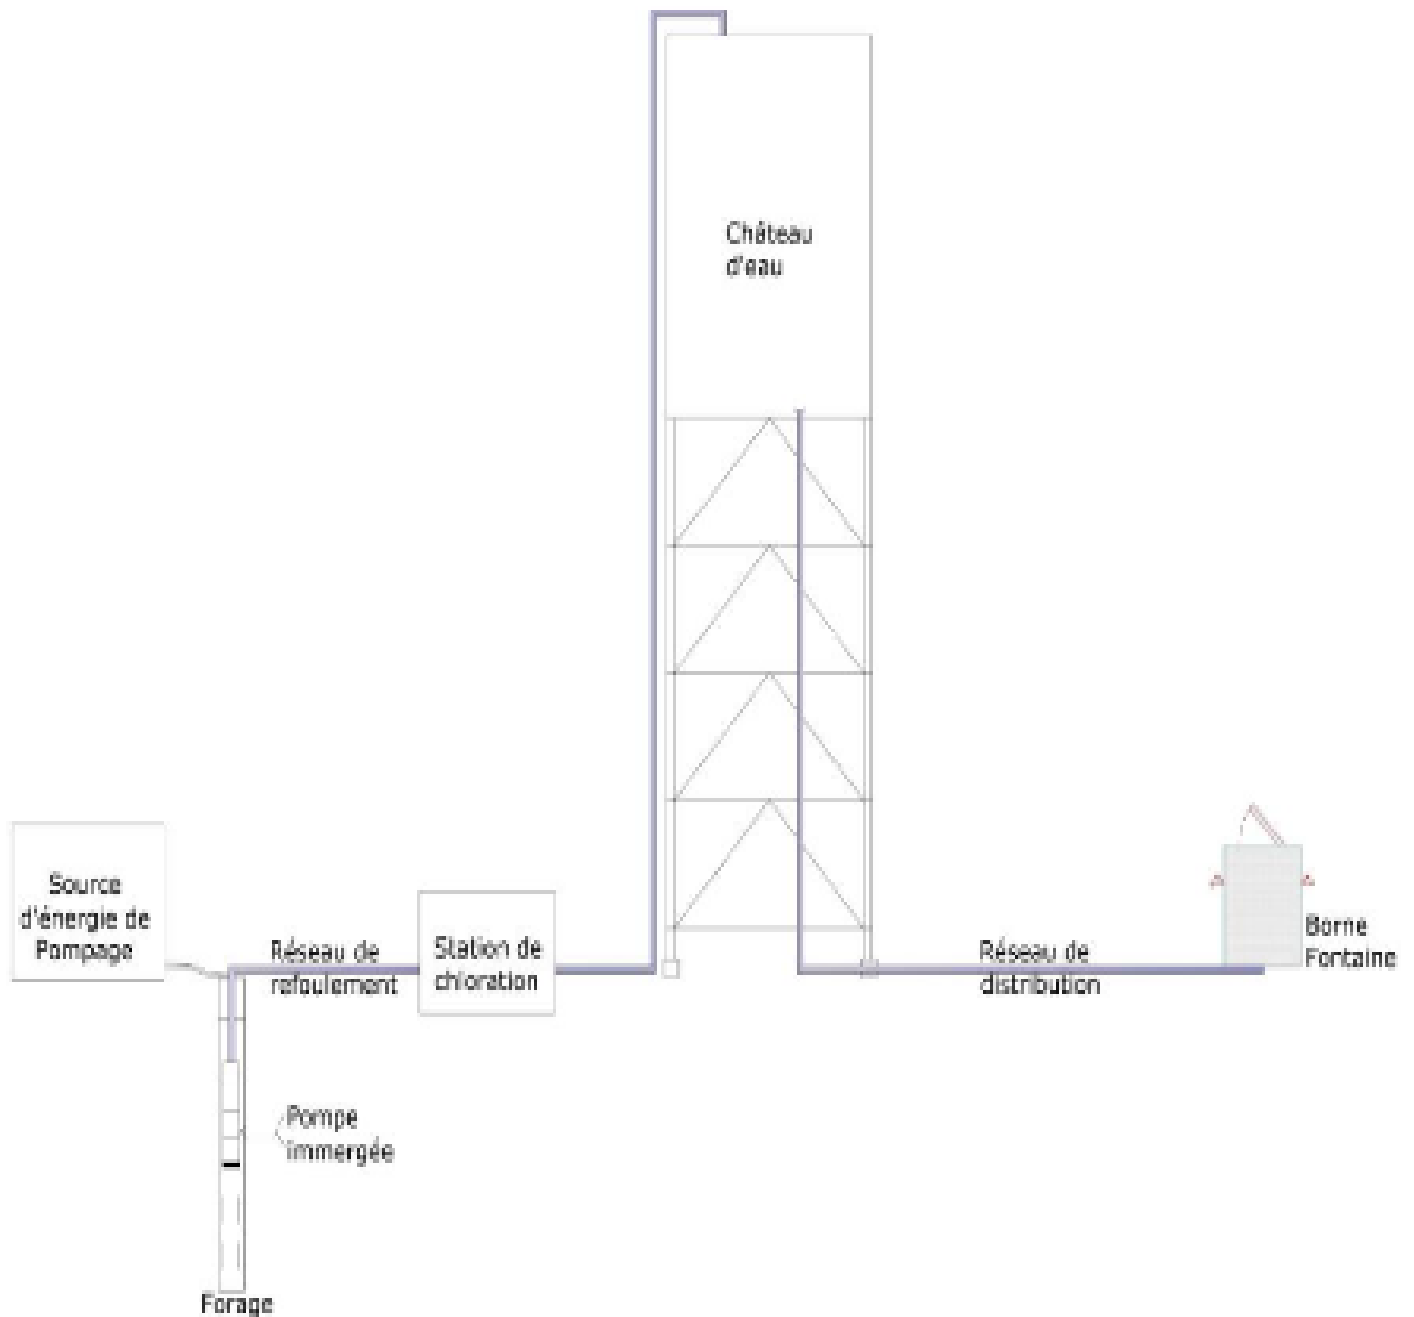 Château
d'eau
Source
d'énergie de
Pompage
Réseau de
refoulement
Station de
chloration
Réseau de
distribution
Borne
Fontaine
Pompe
immergée
Forage